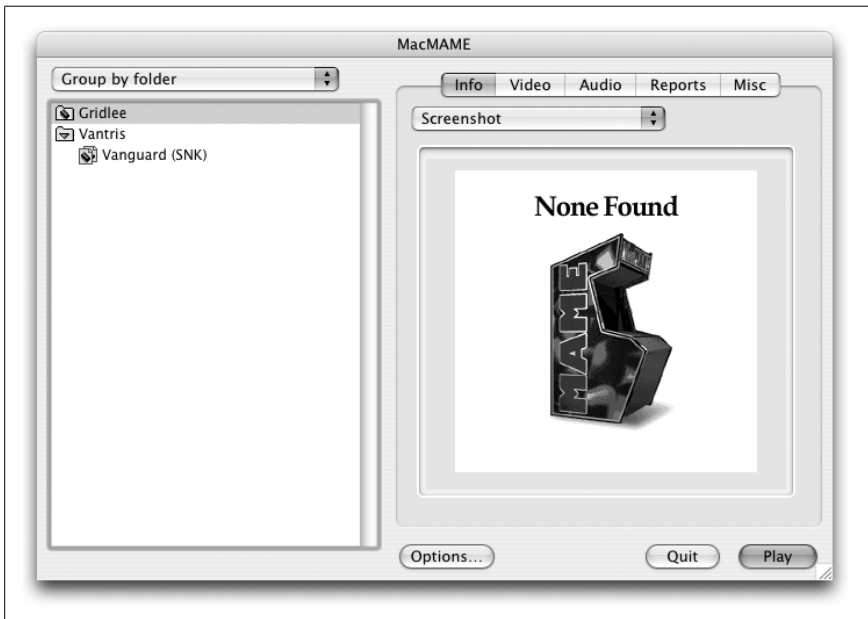 MacMAME
Group by folder
Gridlee
Vantris
Vanguard (SNK)
Info Video Audio Reports Misc
Screenshot
None Found
MAME
Options...
Quit
Play